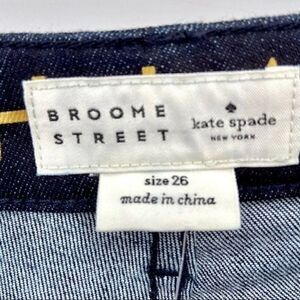 BROOME
STREET
kate spade
NEW YORK
size 26
made in china